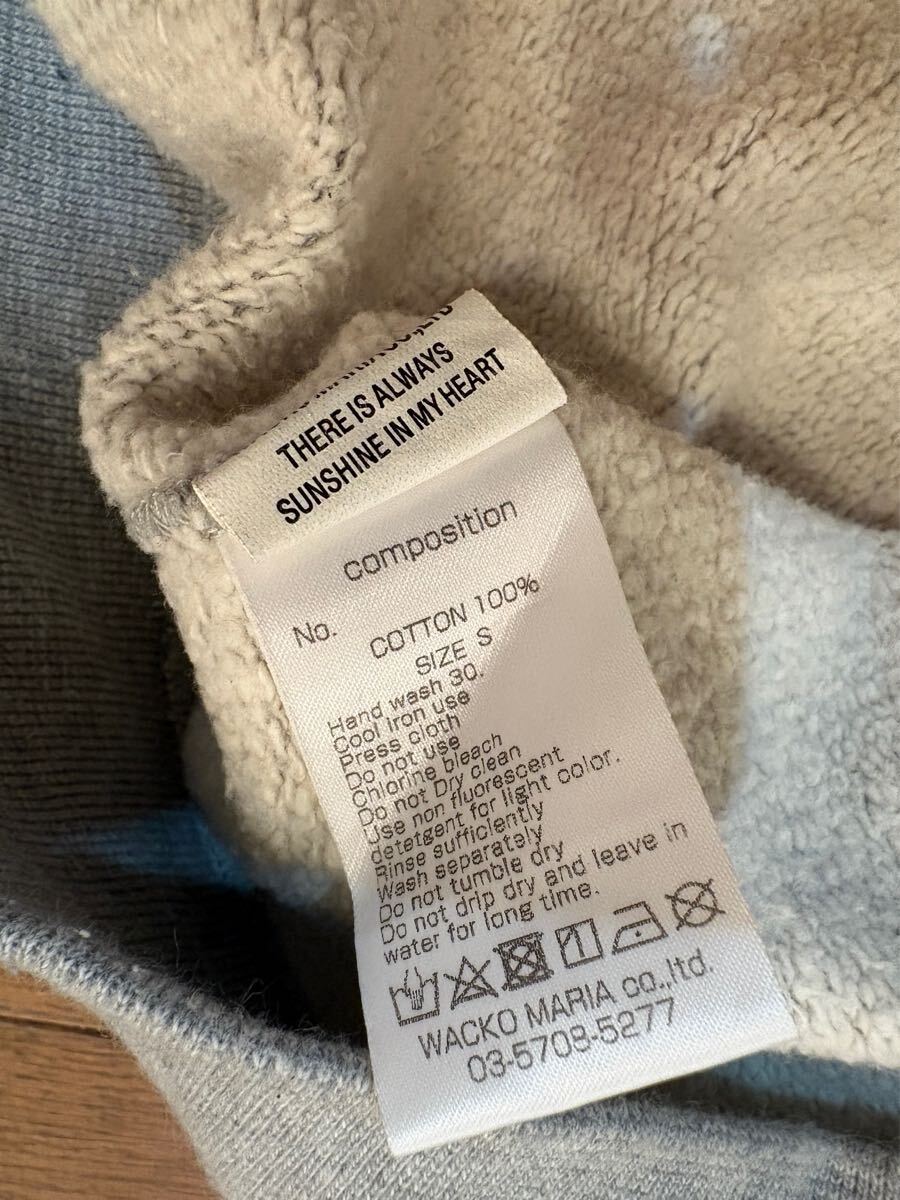 CO.,LTD
THERE IS ALWAYS
SUNSHINE IN MY HEART
composition
No.
COTTON 100%
SIZE S
Hand wash 30.
Cool Iron use
Press cloth
Do not use
Chlorine bleach
Do not Dry clean
Use non fluorescent
detetgent for light color.
Rinse sufficiently
Wash separately
Do not tumble dry
Do not drip dry and leave in
water for long time.
WACKO MARIA co.,ltd.
03-5708-5277